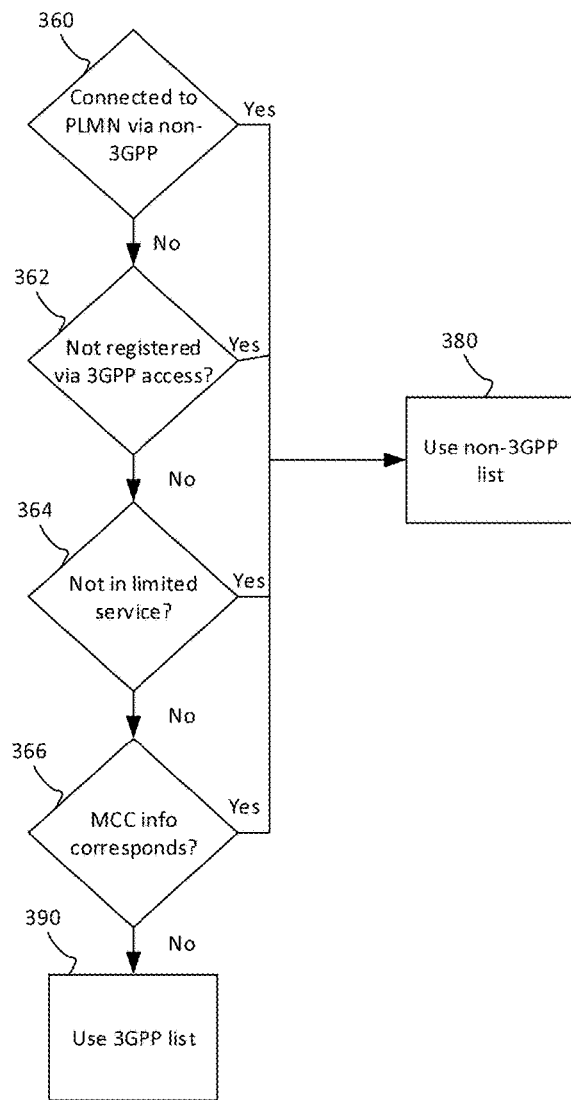 360
Connected to
PLMN via non-
3GPP
Yes
No
362
Not registered
via 3GPP access?
Yes
380
Use non-3GPP
list
No
364
Not in limited
service?
Yes
No
366
MCC info
corresponds?
Yes
390
No
Use 3GPP list